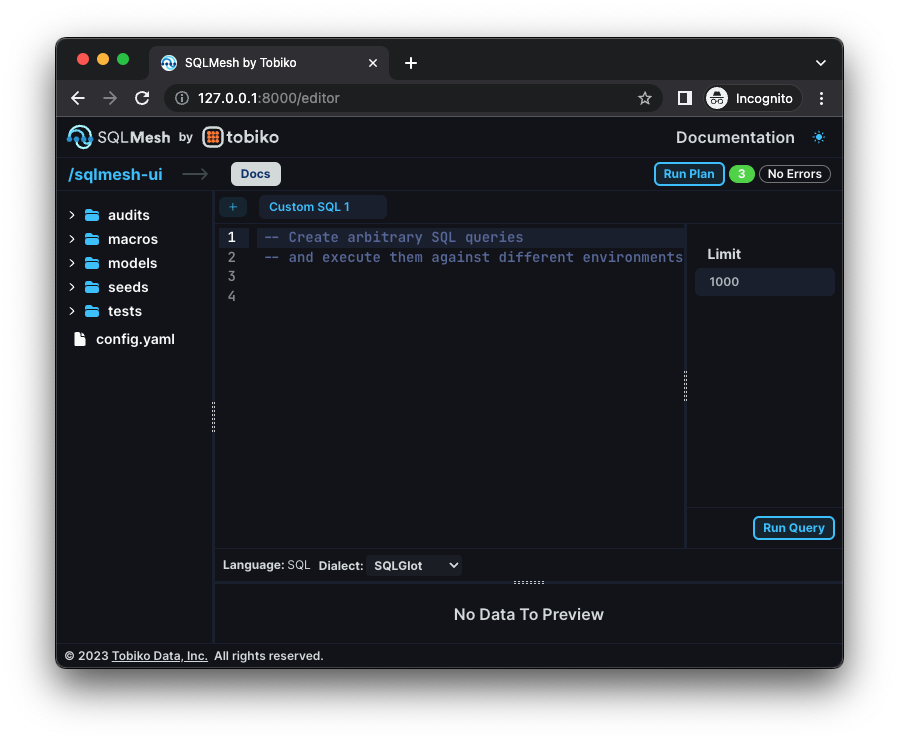 SQLMesh by Tobiko
127.0.0.1:8000/editor
Incognito
SQLMesh by tobiko
Documentation
/sqlmesh-ui
Docs
Run Plan
3
No Errors
audits
macros
models
seeds
tests
config.yaml
+ Custom SQL 1
1 -- Create arbitrary SQL queries
2 -- and execute them against different environments
3
4
Limit
1000
Run Query
Language: SQL Dialect: SQLGlot
No Data To Preview
© 2023 Tobiko Data, Inc. All rights reserved.